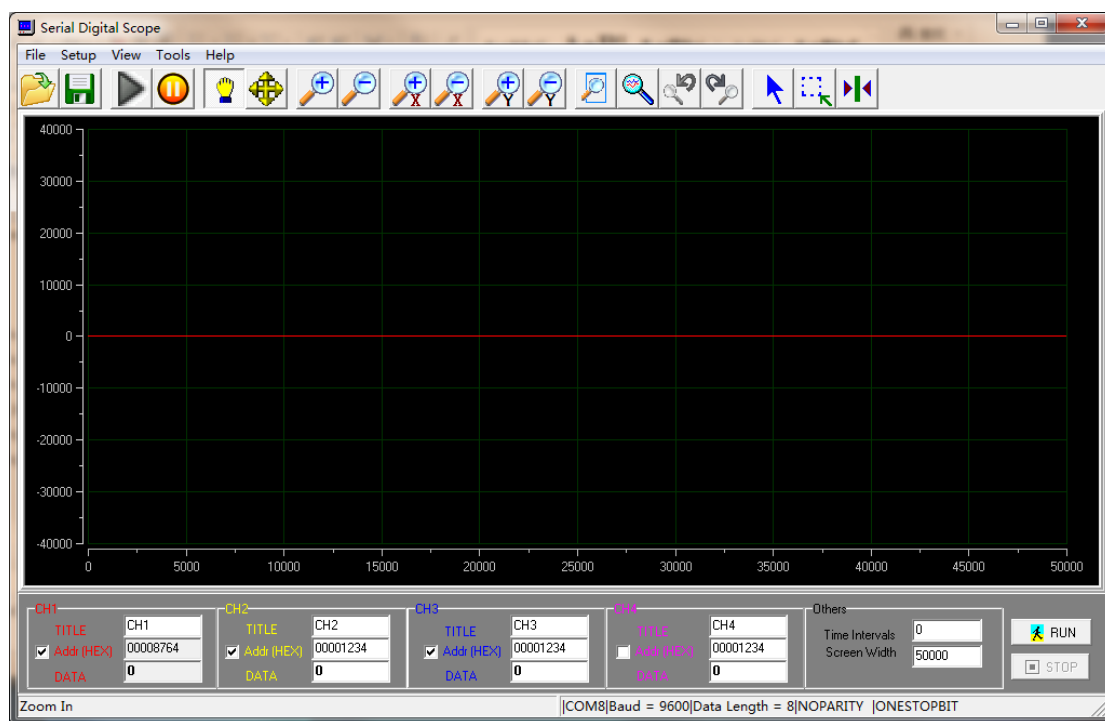 Serial Digital Scope
File Setup View Tools Help
X X Y Y
40000
30000
20000
10000
0
-10000
-20000
-30000
-40000
0 5000 10000 15000 20000 25000 30000 35000 40000 45000 50000
CH1 CH2 CH3 CH4 Others
TITLE CH1 TITLE CH2 TITLE CH3 TITLE CH4 Time Intervals 0
Addr (HEX) 00008764 Addr (HEX) 00001234 Addr (HEX) 00001234 Addr (HEX) 00001234 Screen Width 50000
DATA 0 DATA 0 DATA 0 DATA 0
RUN
STOP
Zoom In |COM8|Baud = 9600|Data Length = 8|NOPARITY |ONESTOPBIT